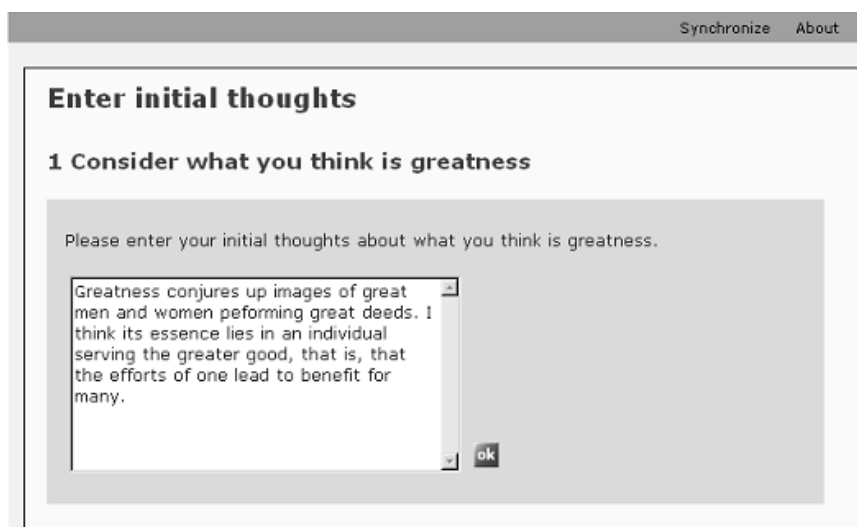 Synchronize About
Enter initial thoughts
1 Consider what you think is greatness
Please enter your initial thoughts about what you think is greatness.
Greatness conjures up images of great
men and women peforming great deeds. I
think its essence lies in an individual
serving the greater good, that is, that
the efforts of one lead to benefit for
many.
ok